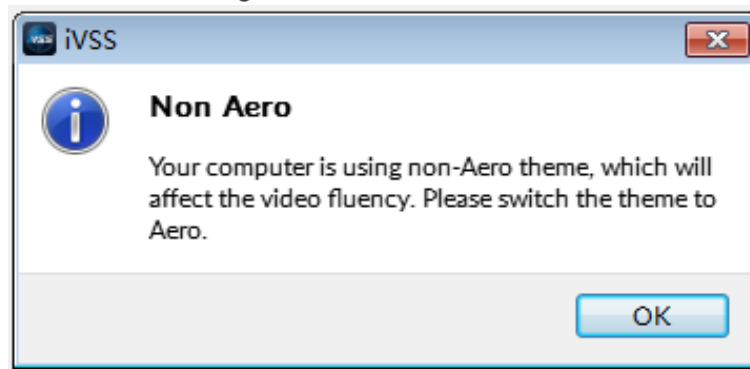 iVSS
Non Aero
Your computer is using non-Aero theme, which will
affect the video fluency. Please switch the theme to
Aero.
OK